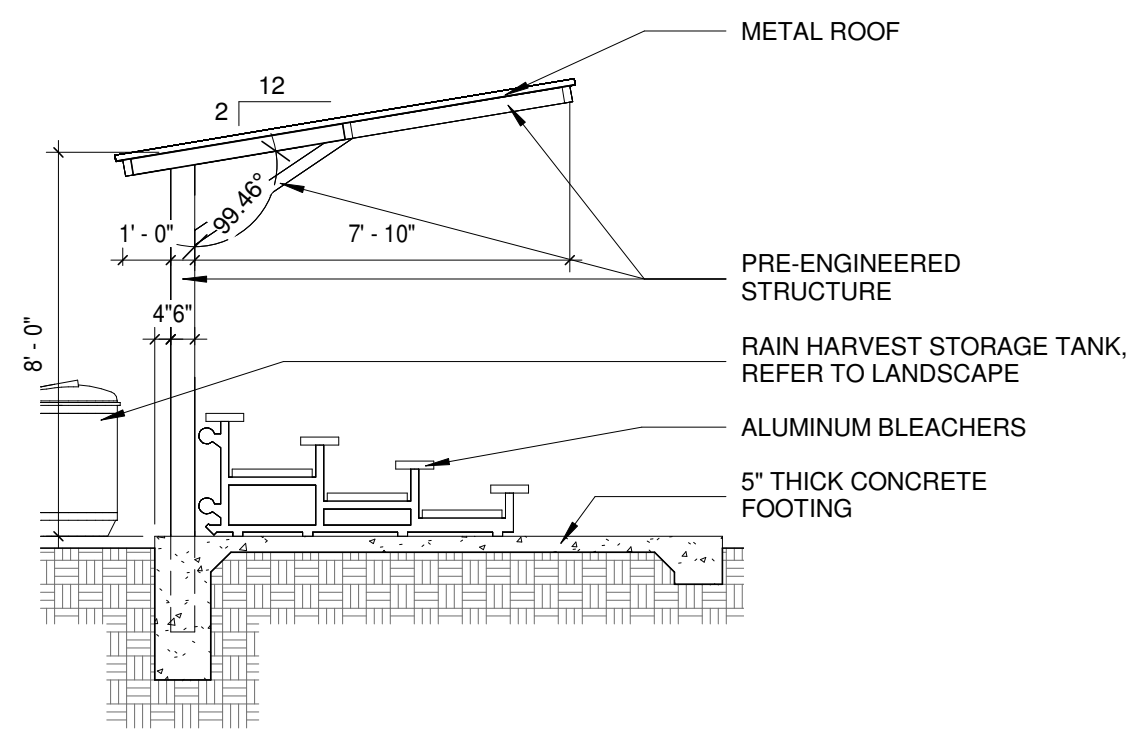 METAL ROOF
12
2
99.46°
1' - 0"
7' - 10"
PRE-ENGINEERED
STRUCTURE
4"
6"
8' - 0"
RAIN HARVEST STORAGE TANK,
REFER TO LANDSCAPE
ALUMINUM BLEACHERS
5" THICK CONCRETE
FOOTING